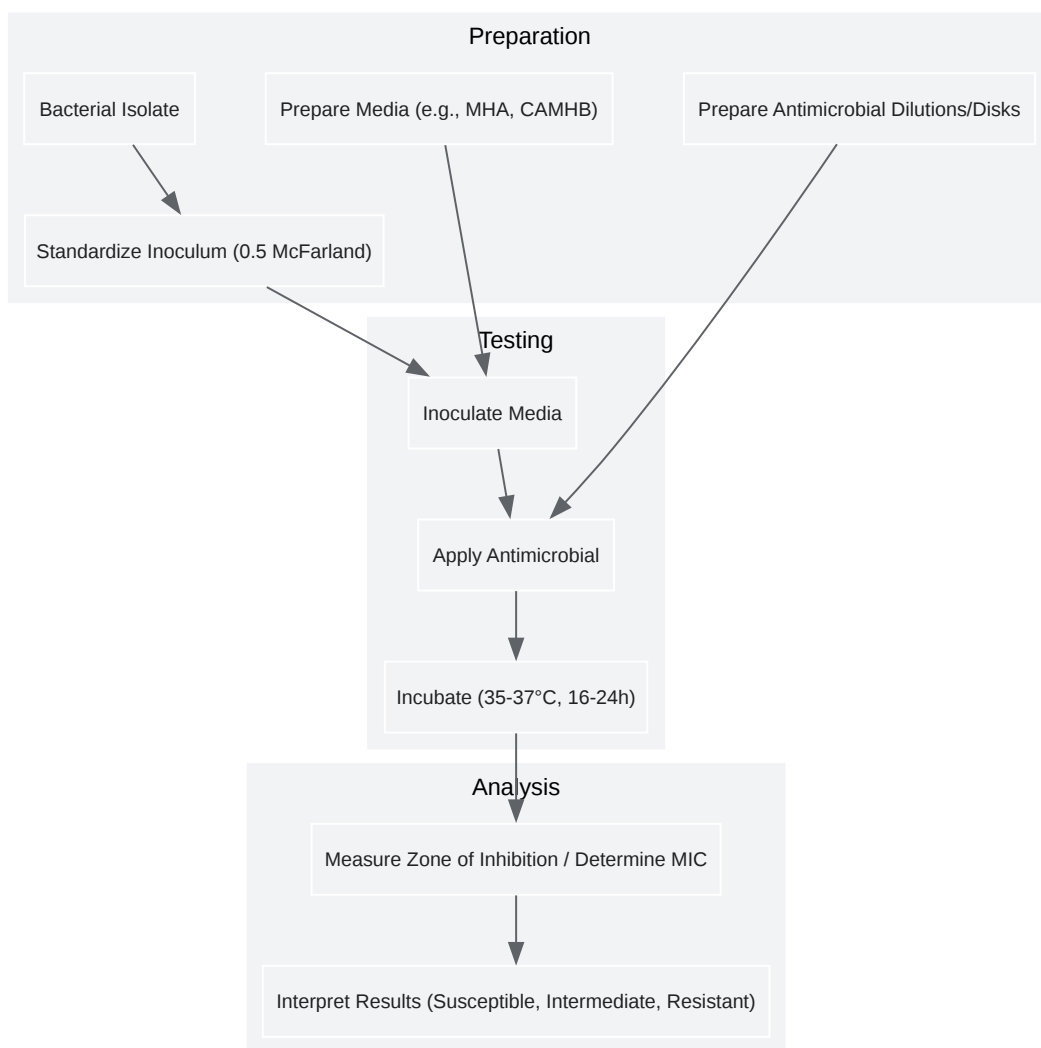 Preparation
Bacterial Isolate
Prepare Media (e.g., MHA, CAMHB)
Prepare Antimicrobial Dilutions/Disks
Standardize Inoculum (0.5 McFarland)
Testing
Inoculate Media
Apply Antimicrobial
Incubate (35-37°C, 16-24h)
Analysis
Measure Zone of Inhibition / Determine MIC
Interpret Results (Susceptible, Intermediate, Resistant)